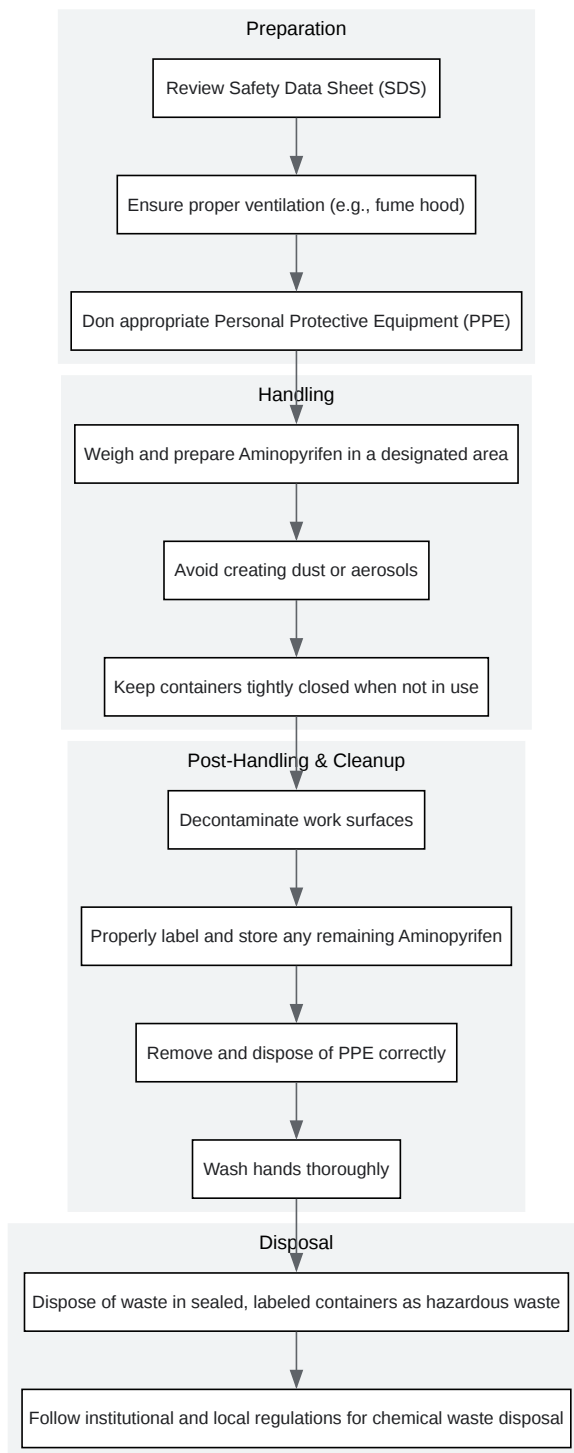 Preparation
Review Safety Data Sheet (SDS)
Ensure proper ventilation (e.g., fume hood)
Don appropriate Personal Protective Equipment (PPE)
Handling
Weigh and prepare Aminopyrifen in a designated area
Avoid creating dust or aerosols
Keep containers tightly closed when not in use
Post-Handling & Cleanup
Decontaminate work surfaces
Properly label and store any remaining Aminopyrifen
Remove and dispose of PPE correctly
Wash hands thoroughly
Disposal
Dispose of waste in sealed, labeled containers as hazardous waste
Follow institutional and local regulations for chemical waste disposal